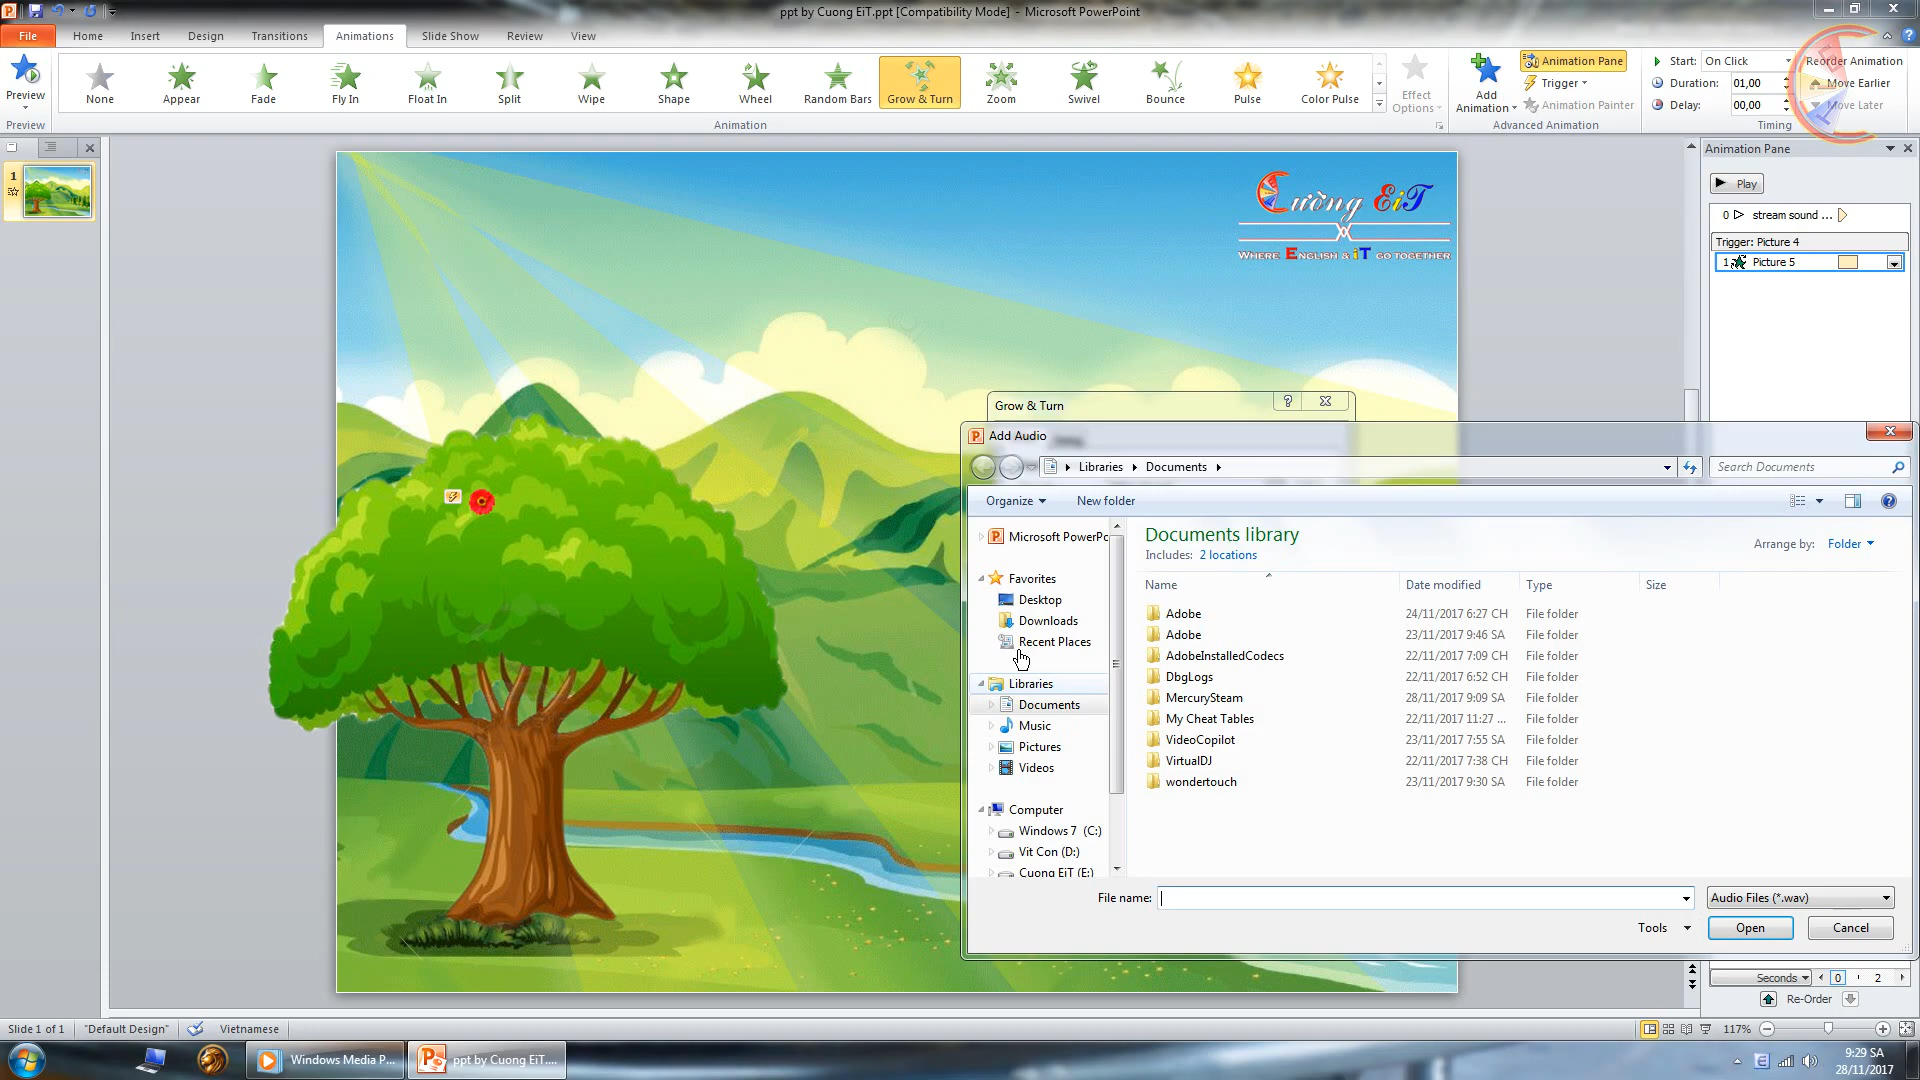 ppt by Cuong EiT.ppt [Compatibility Mode] - Microsoft PowerPoint
File Home Insert Design Transitions Animations Slide Show Review View
Preview
None Appear Fade Fly In Float In Split Wipe Shape Wheel Random Bars Grow & Turn Zoom Swivel Bounce Pulse Color Pulse
Effect Options
Add Animation
Animation Pane
Trigger
Animation Painter
Start: On Click
Duration: 01,00
Delay: 00,00
Reorder Animation
Move Earlier
Move Later
Preview Animation Advanced Animation Timing
1
Cường EiT
WHERE ENGLISH & iT GO TOGETHER
Animation Pane
Play
0 stream sound ...
Trigger: Picture 4
1 Picture 5
Grow & Turn
Add Audio
Libraries Documents
Search Documents
Organize New folder
Microsoft PowerPo
Favorites
Desktop
Downloads
Recent Places
Libraries
Documents
Music
Pictures
Videos
Computer
Windows 7 (C:)
Vit Con (D:)
Cuong EiT (E:)
Documents library
Includes: 2 locations
Arrange by: Folder
Name Date modified Type Size
Adobe 24/11/2017 6:27 CH File folder
Adobe 23/11/2017 9:46 SA File folder
AdobeInstalledCodecs 22/11/2017 7:09 CH File folder
DbgLogs 22/11/2017 6:52 CH File folder
MercurySteam 28/11/2017 9:09 SA File folder
My Cheat Tables 22/11/2017 11:27 ... File folder
VideoCopilot 23/11/2017 7:55 SA File folder
VirtualDJ 22/11/2017 7:38 CH File folder
wondertouch 23/11/2017 9:30 SA File folder
File name: Audio Files (*.wav)
Tools Open Cancel
Seconds 0 2
Re-Order
Slide 1 of 1 "Default Design" Vietnamese 117%
Windows Media P... ppt by Cuong EiT....
9:29 SA
28/11/2017